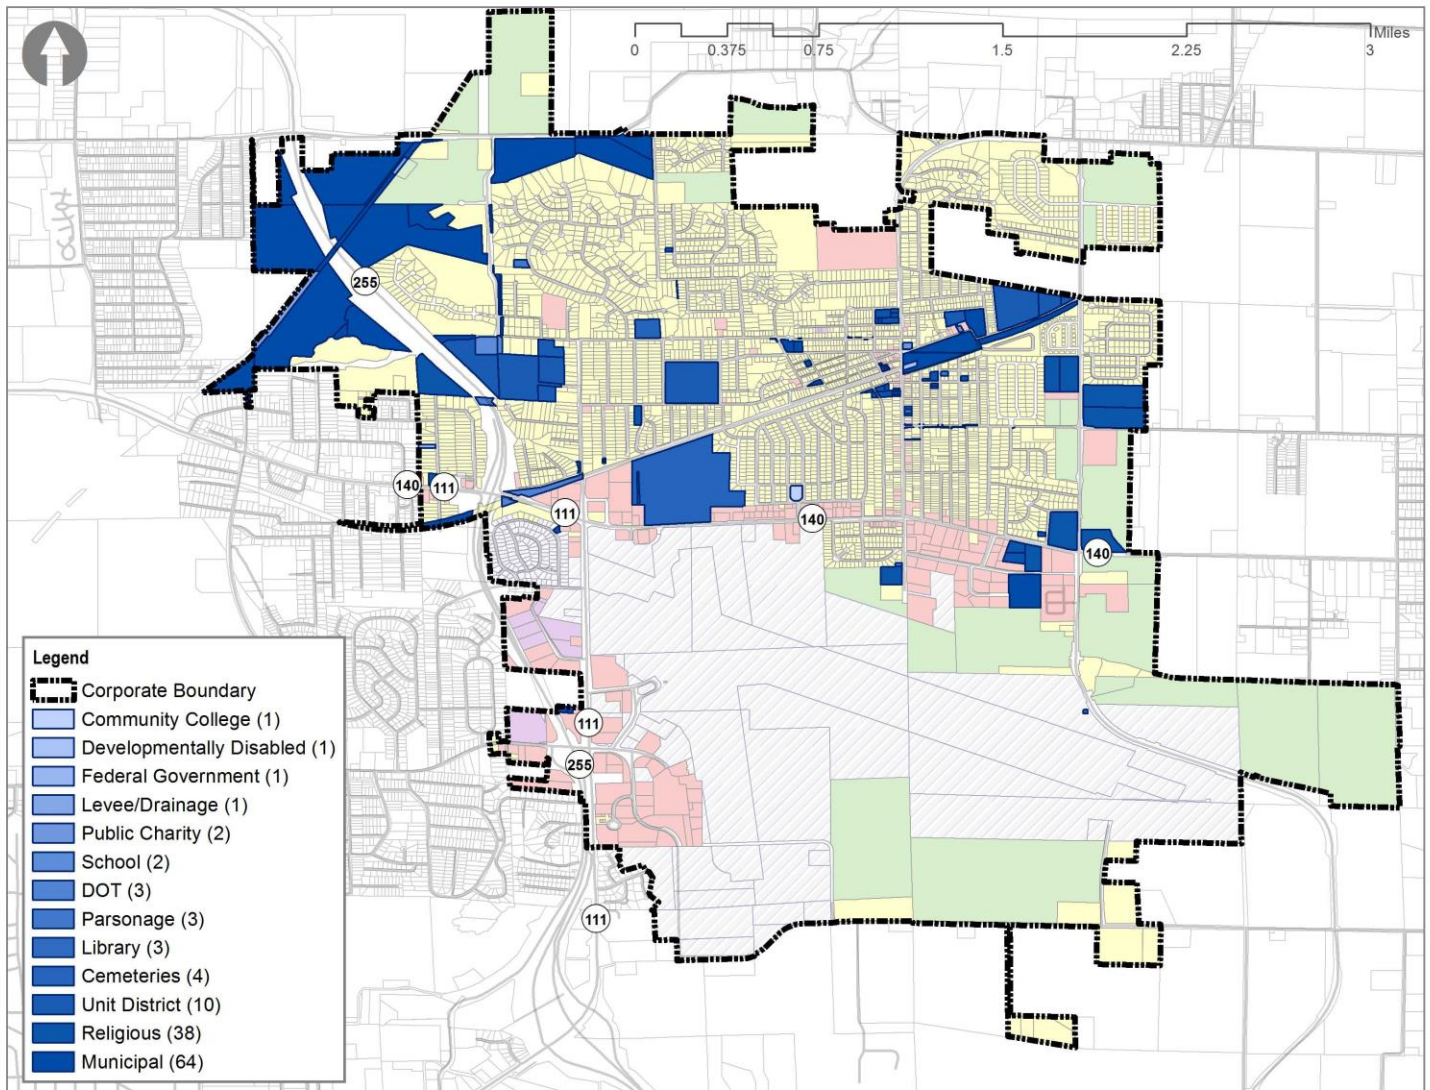 Miles
0 0.375 0.75 1.5 2.25 3
255
140
111
111
140
140
111
255
111
Legend
Corporate Boundary
Community College (1)
Developmentally Disabled (1)
Federal Government (1)
Levee/Drainage (1)
Public Charity (2)
School (2)
DOT (3)
Parsonage (3)
Library (3)
Cemeteries (4)
Unit District (10)
Religious (38)
Municipal (64)